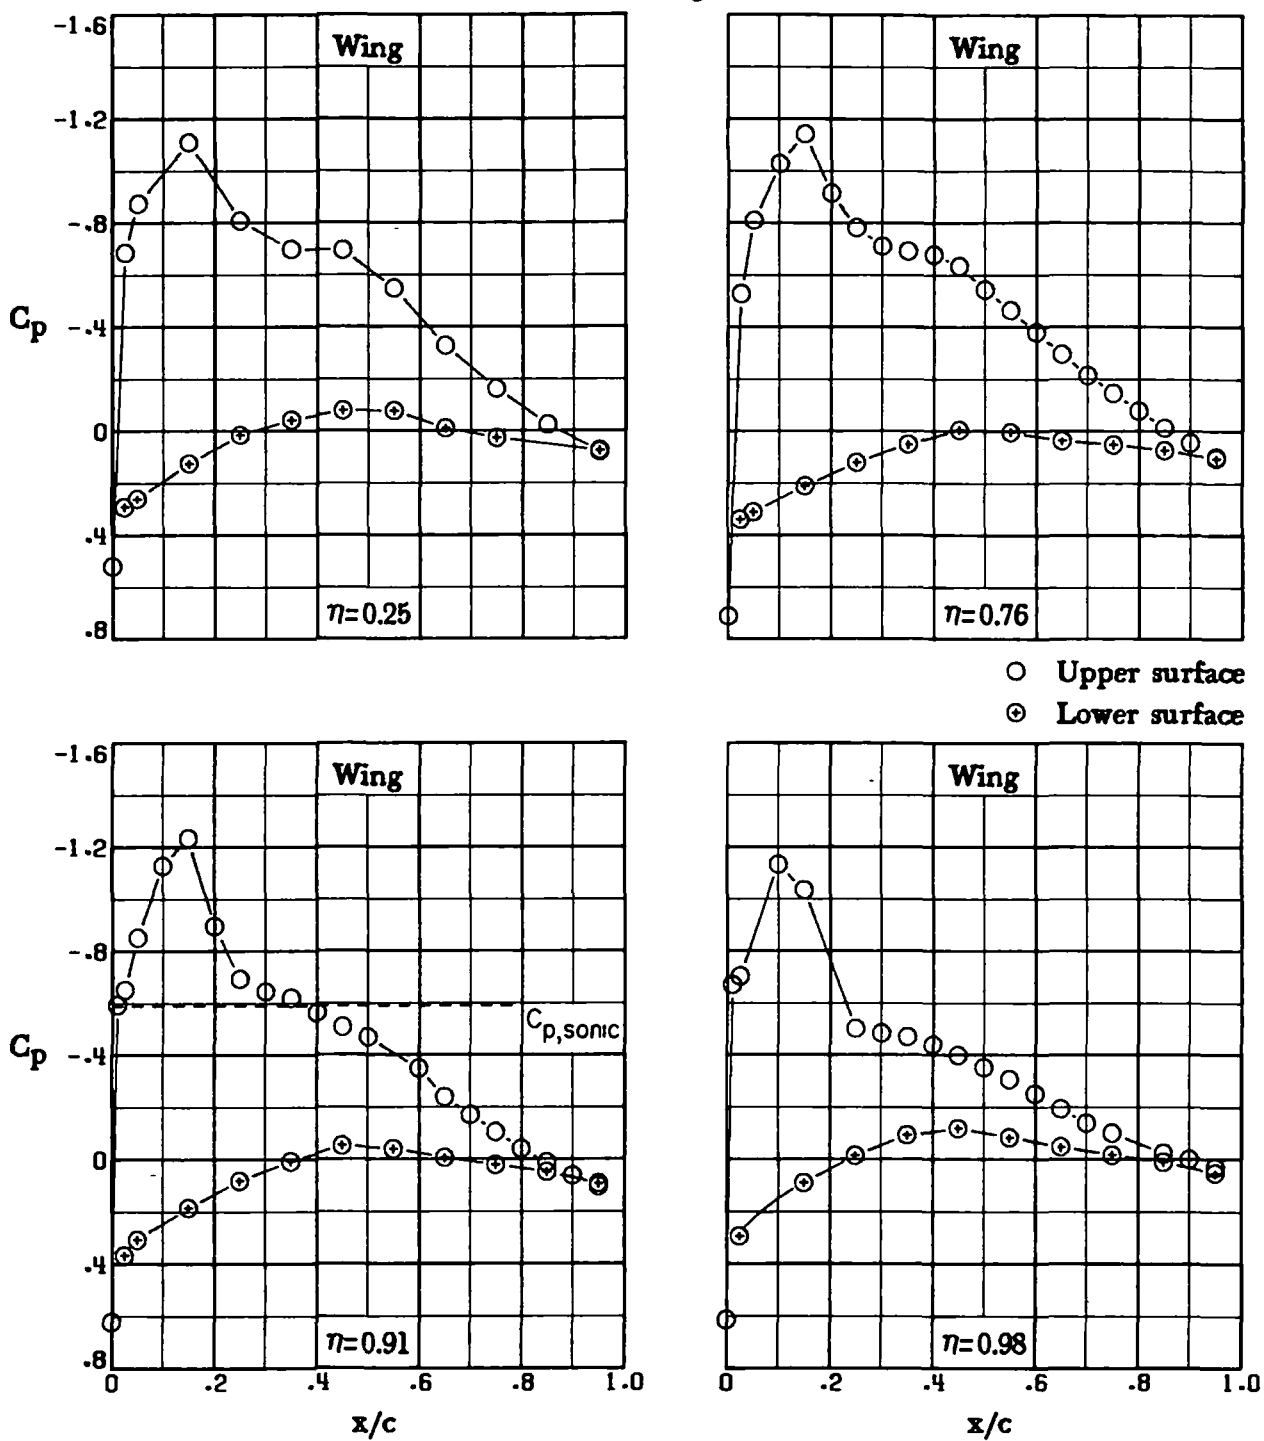 -1.6
Wing
Wing
-1.2
-.8
Cp
-.4
0
.4
η=0.25
η=0.76
.8
Upper surface
Lower surface
-1.6
Wing
Wing
-1.2
-.8
Cp,sonic
Cp
-.4
0
.4
η=0.91
η=0.98
.8
0 .2 .4 .6 .8 1.0
0 .2 .4 .6 .8 1.0
x/c
x/c